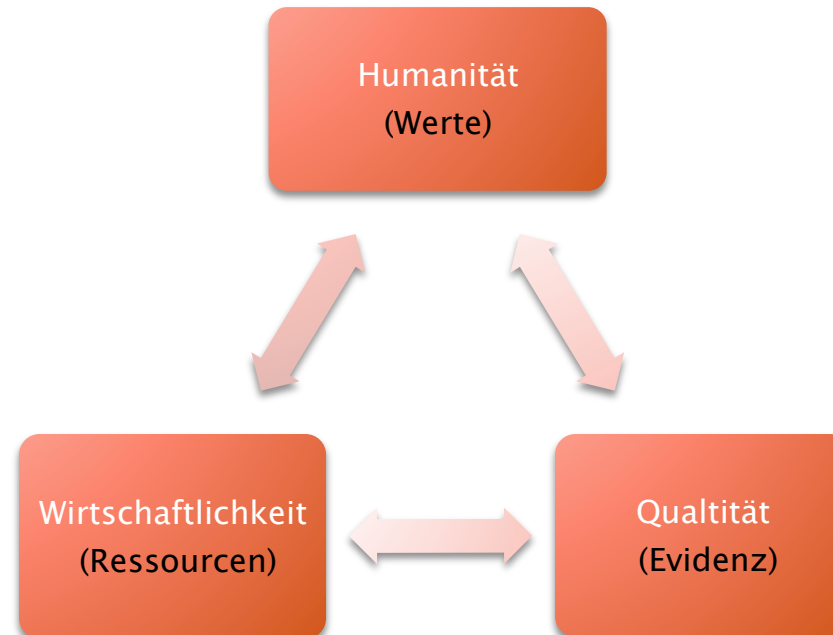 Humanität
(Werte)
Wirtschaftlichkeit
(Ressourcen)
Qualtität
(Evidenz)